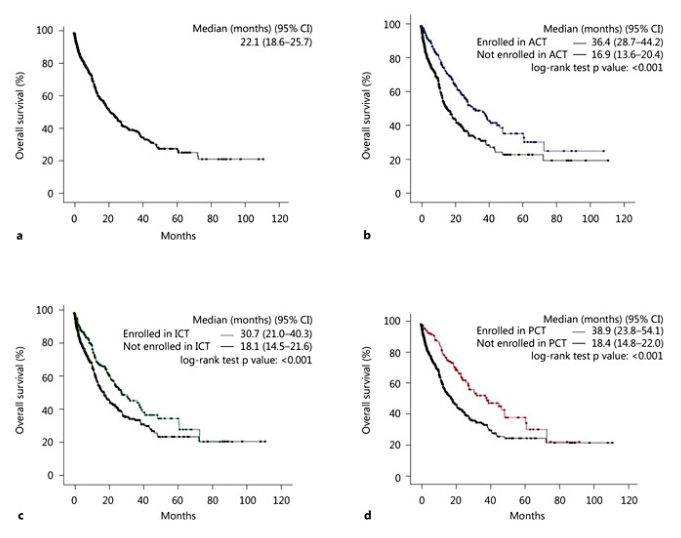 Median (months) (95% CI)
22.1 (18.6–25.7)
Overall survival (%)
100
80
60
40
20
0
0 20 40 60 80 100 120
Months
a
Median (months) (95% CI)
Enrolled in ACT — 36.4 (28.7–44.2)
Not enrolled in ACT — 16.9 (13.6–20.4)
log-rank test p value: <0.001
Overall survival (%)
100
80
60
40
20
0
0 20 40 60 80 100 120
Months
b
Median (months) (95% CI)
Enrolled in ICT — 30.7 (21.0–40.3)
Not enrolled in ICT — 18.1 (14.5–21.6)
log-rank test p value: <0.001
Overall survival (%)
100
80
60
40
20
0
0 20 40 60 80 100 120
Months
c
Median (months) (95% CI)
Enrolled in PCT — 38.9 (23.8–54.1)
Not enrolled in PCT — 18.4 (14.8–22.0)
log-rank test p value: <0.001
Overall survival (%)
100
80
60
40
20
0
0 20 40 60 80 100 120
Months
d